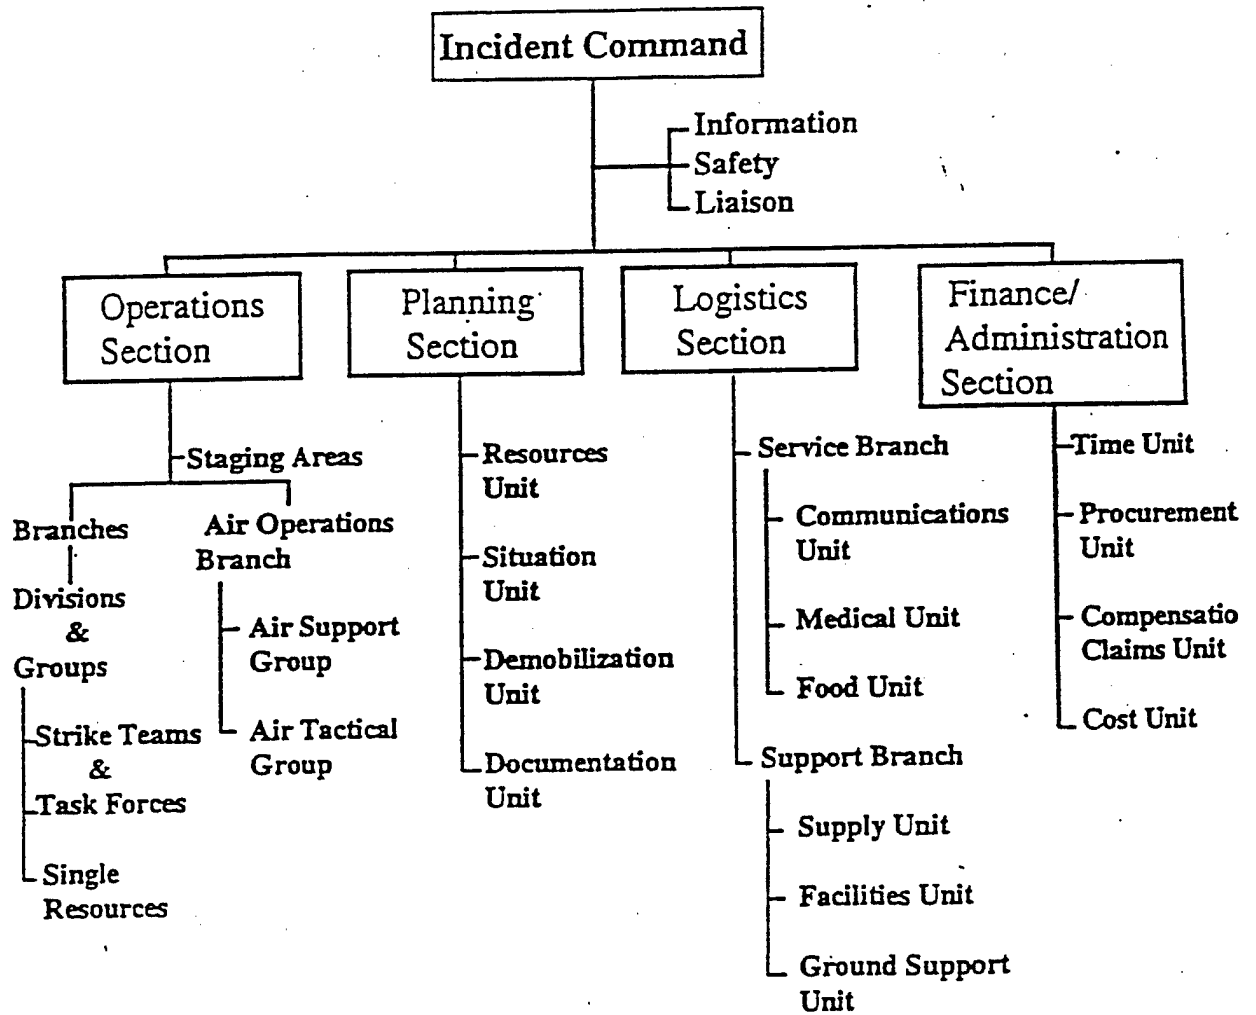 Incident Command
Information
Safety
Liaison
Operations
Section
Planning
Section
Logistics
Section
Finance/
Administration
Section
Staging Areas
Branches
Divisions
&
Groups
Strike Teams
&
Task Forces
Single
Resources
Air Operations
Branch
Air Support
Group
Air Tactical
Group
Resources
Unit
Situation
Unit
Demobilization
Unit
Documentation
Unit
Service Branch
Communications
Unit
Medical Unit
Food Unit
Support Branch
Supply Unit
Facilities Unit
Ground Support
Unit
Time Unit
Procurement
Unit
Compensatio
Claims Unit
Cost Unit